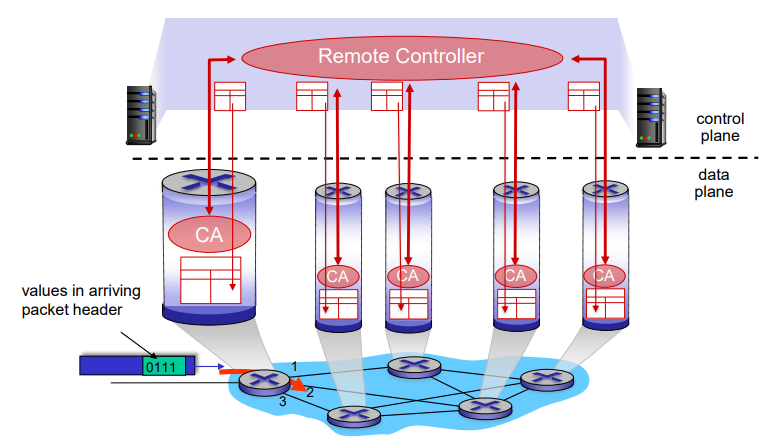 Remote Controller
control
plane
data
plane
CA
CA
CA
CA
CA
values in arriving
packet header
0111
1
2
3